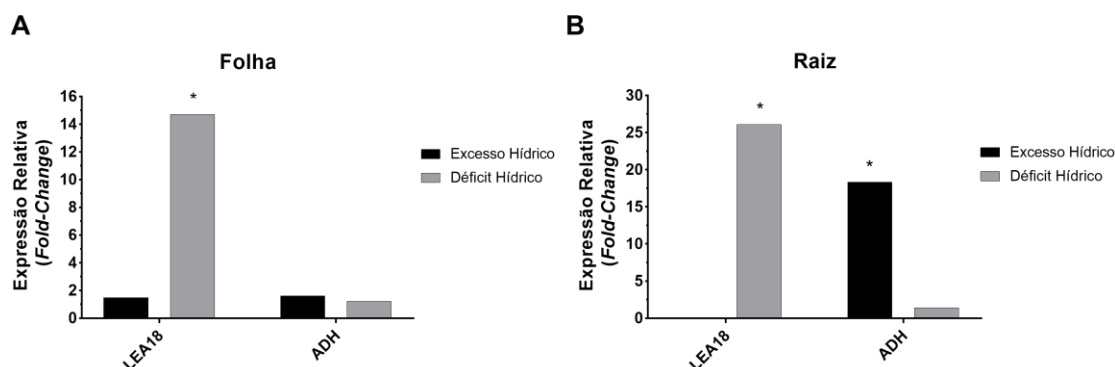 A
Folha
Expressão Relativa
(Fold-Change)
16
14
12
10
8
6
4
2
0
*
LEA18
ADH
Excesso Hídrico
Déficit Hídrico
B
Raiz
Expressão Relativa
(Fold-Change)
30
25
20
15
10
5
0
*
*
LEA18
ADH
Excesso Hídrico
Déficit Hídrico